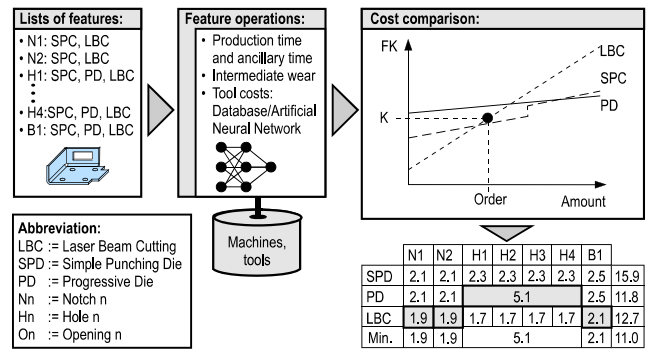 Lists of features:
• N1: SPC, LBC
• N2: SPC, LBC
• H1: SPC, PD, LBC
• H4:SPC, PD, LBC
• B1: SPC, PD, LBC
Feature operations:
• Production time
and ancillary time
• Intermediate wear
• Tool costs:
Database/Artificial
Neural Network
Machines,
tools
Cost comparison:
FK
LBC
SPC
PD
K
Order
Amount
Abbreviation:
LBC := Laser Beam Cutting
SPD := Simple Punching Die
PD := Progressive Die
Nn := Notch n
Hn := Hole n
On := Opening n
N1 N2 H1 H2 H3 H4 B1
SPD 2.1 2.1 2.3 2.3 2.3 2.3 2.5 15.9
PD 2.1 2.1 5.1 2.5 11.8
LBC 1.9 1.9 1.7 1.7 1.7 1.7 2.1 12.7
Min. 1.9 1.9 5.1 2.1 11.0